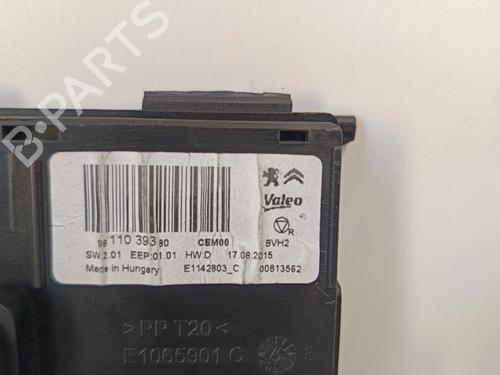 B-PARTS
Valeo
R
98 110 393 80 CEM00 BVH2
SW:2.01 EEP:01.01 HW:D 17.08.2015
Made in Hungary E1142803_C 00813562
>PP T20<
E1065901 C